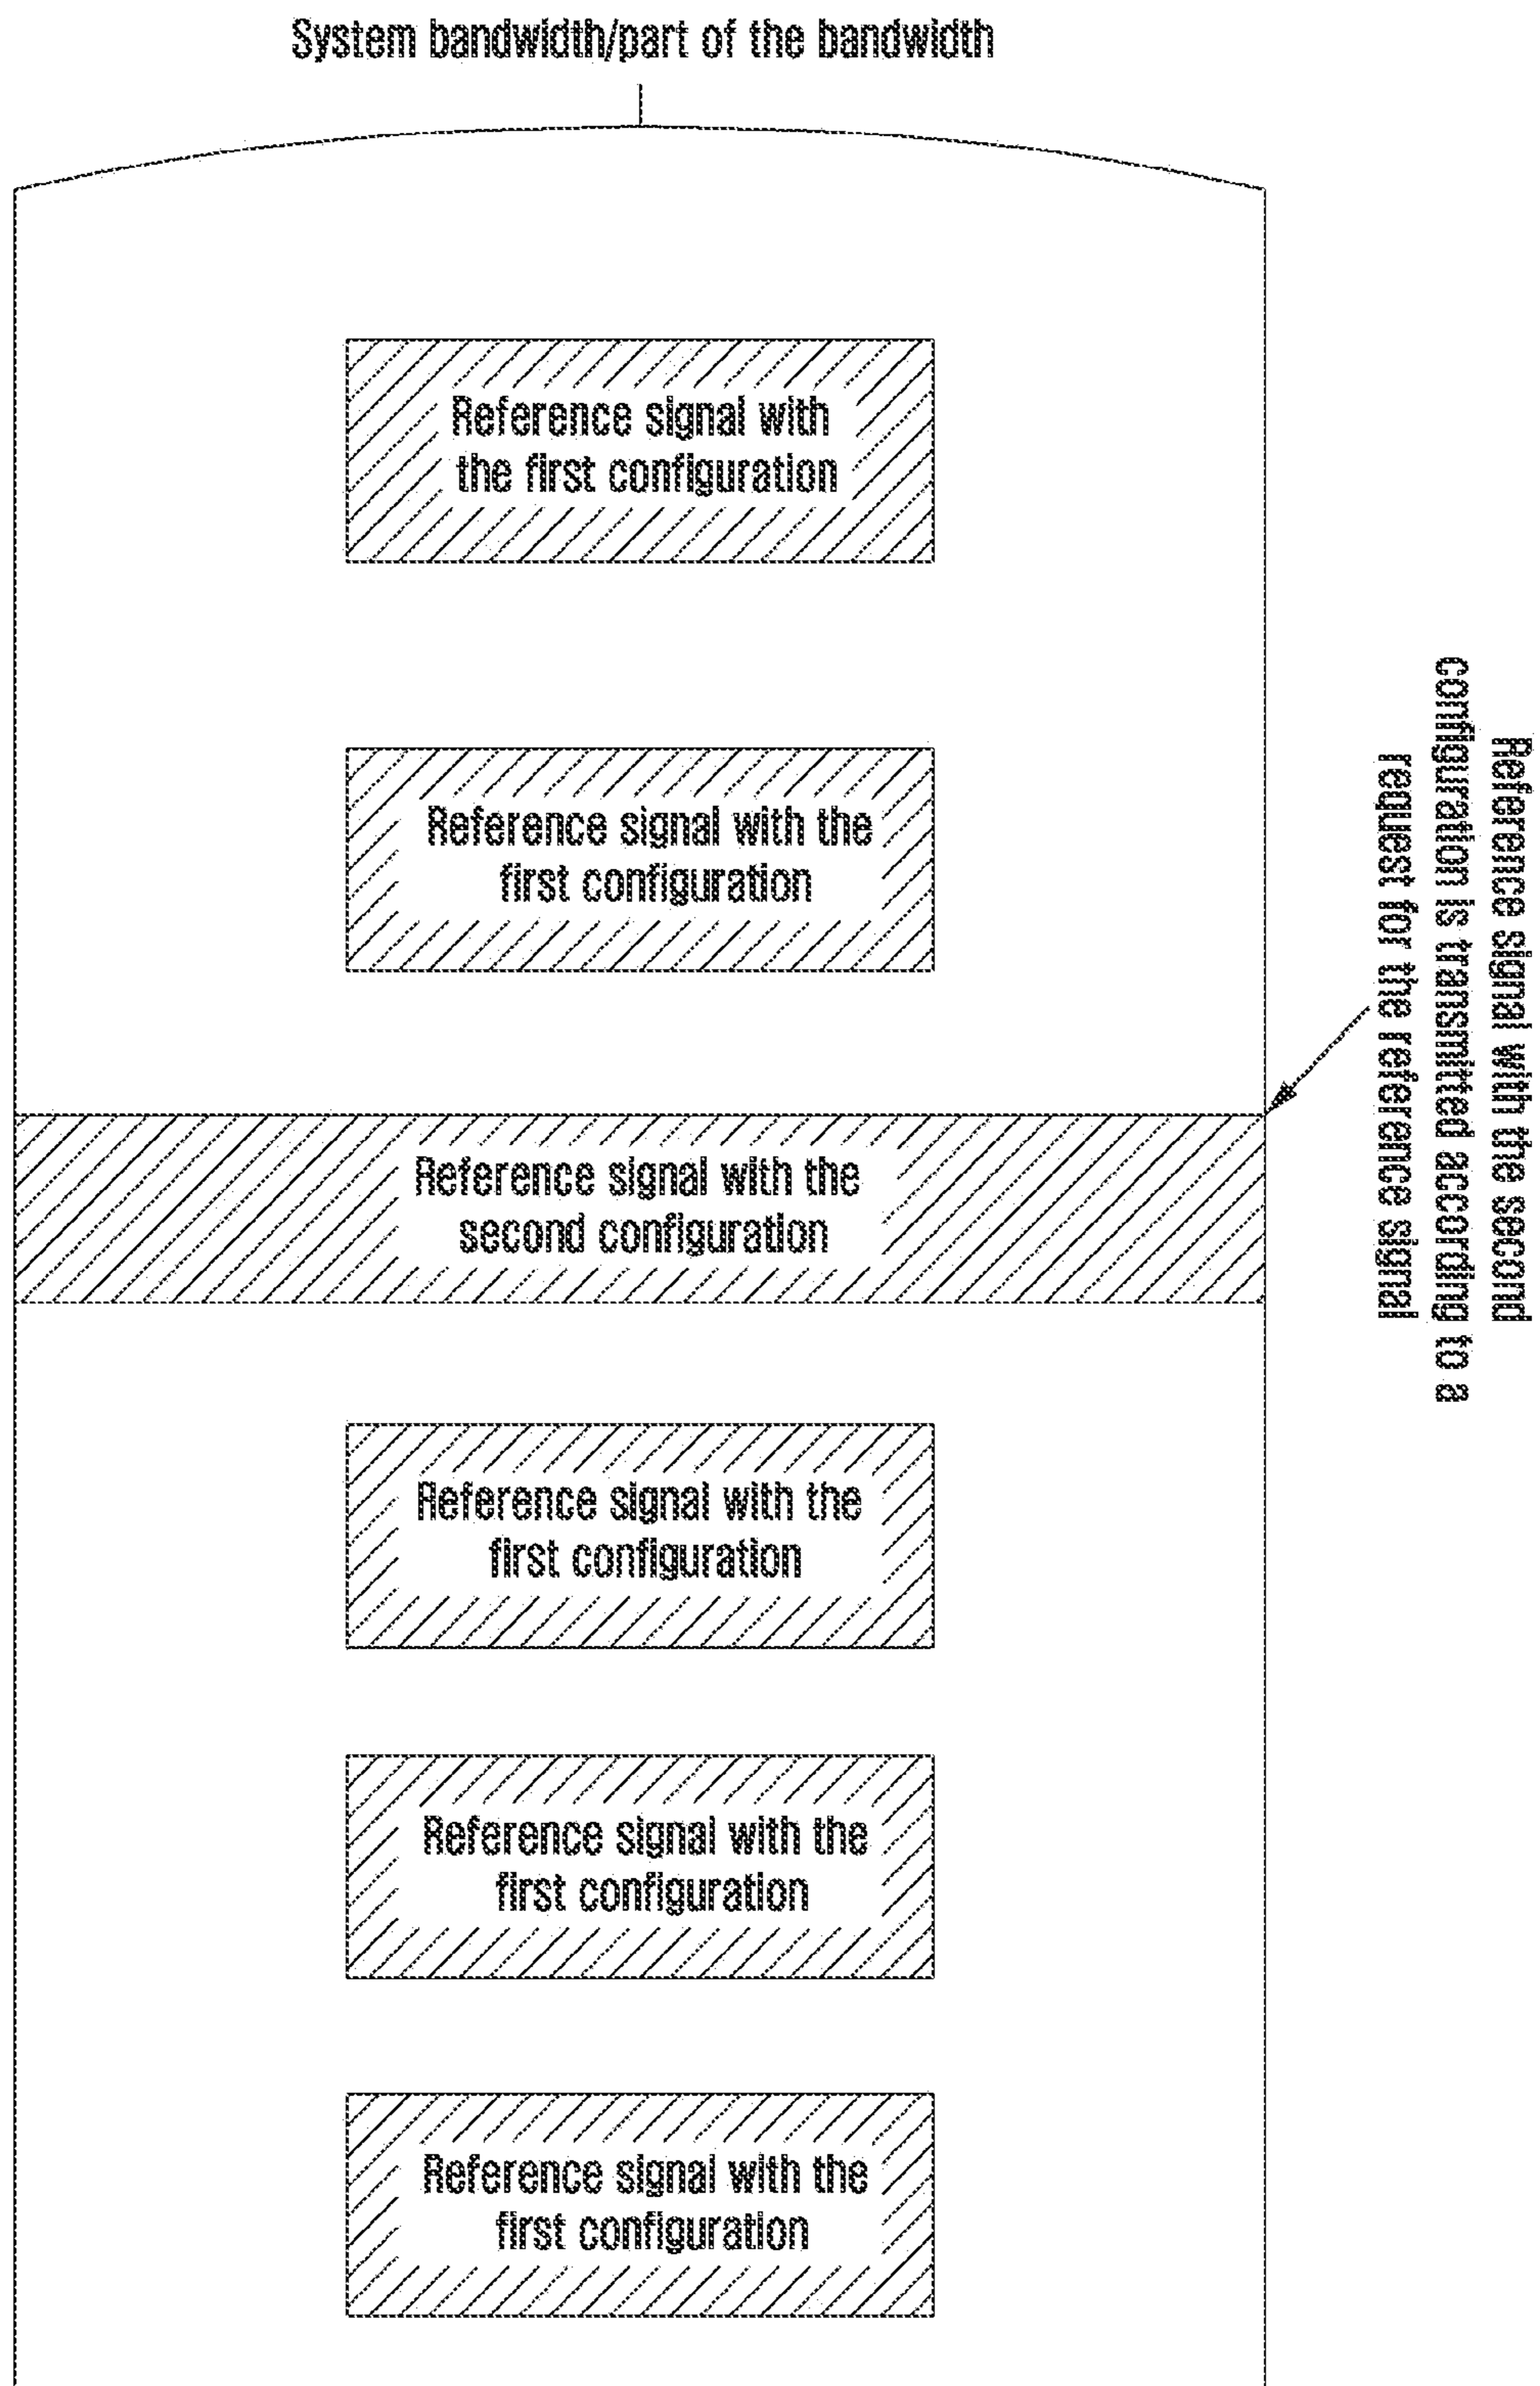 System bandwidth/part of the bandwidth
Reference signal with
the first configuration
Reference signal with the
first configuration
Reference signal with the second
configuration is transmitted according to a
request for the reference signal
Reference signal with the
second configuration
Reference signal with the
first configuration
Reference signal with the
first configuration
Reference signal with the
first configuration